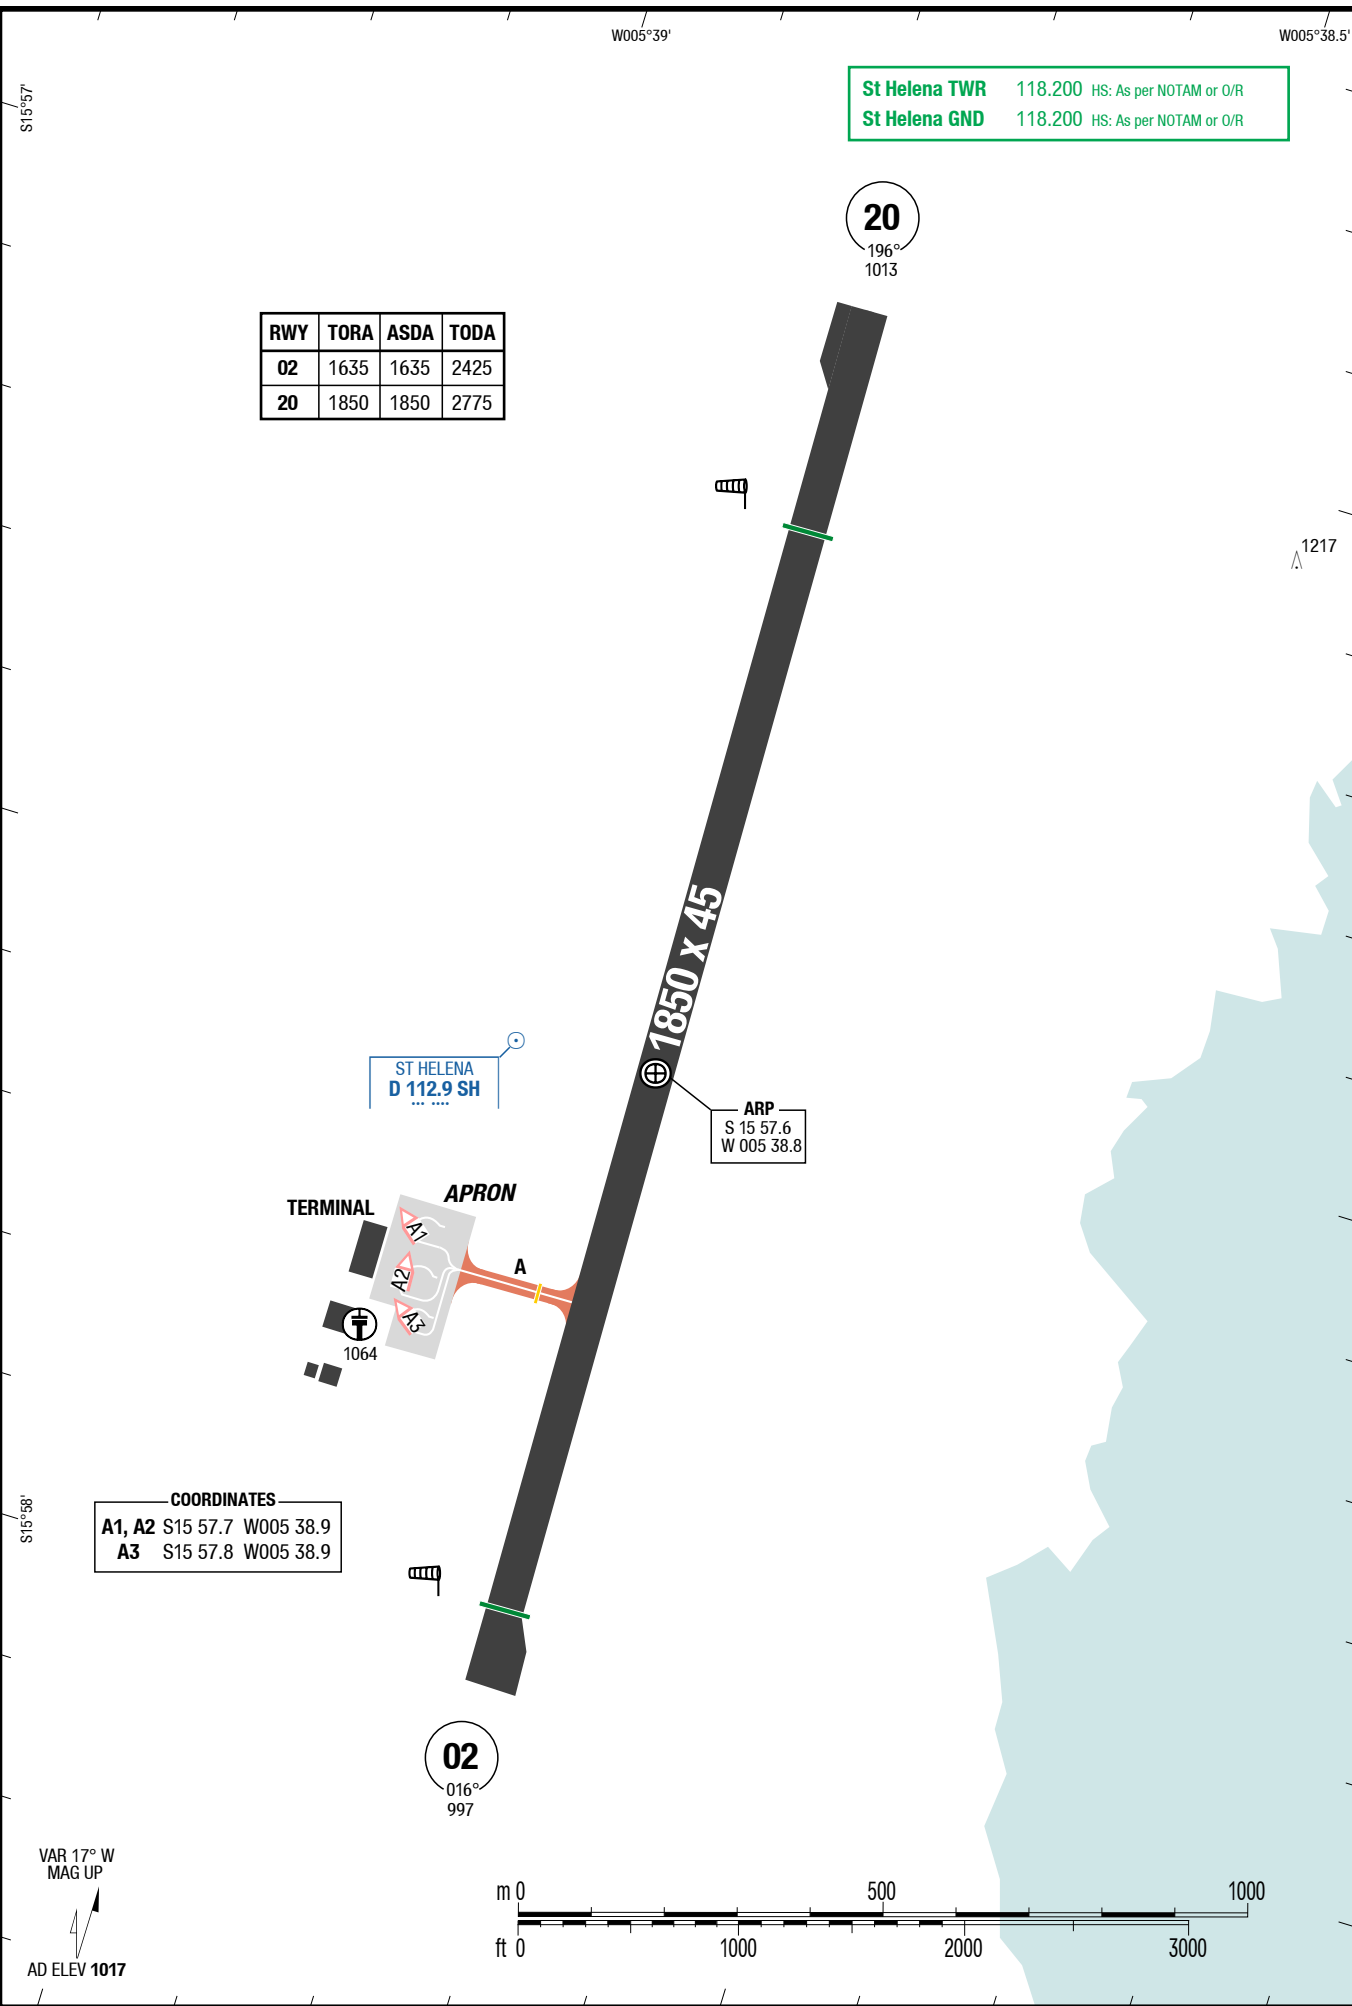 W005°39'
W005°38.5'
S15°57'
St Helena TWR 118.200 HS: As per NOTAM or O/R
St Helena GND 118.200 HS: As per NOTAM or O/R
20
196°
1013
RWY TORA ASDA TODA
02 1635 1635 2425
20 1850 1850 2775
1217
1850 x 45
ST HELENA
D 112.9 SH
ARP
S 15 57.6
W 005 38.8
APRON
TERMINAL
A1
A
A2
A3
1064
COORDINATES
A1, A2 S15 57.7 W005 38.9
A3 S15 57.8 W005 38.9
S15°58'
02
016°
997
VAR 17° W
MAG UP
AD ELEV 1017
m 0 500 1000
ft 0 1000 2000 3000